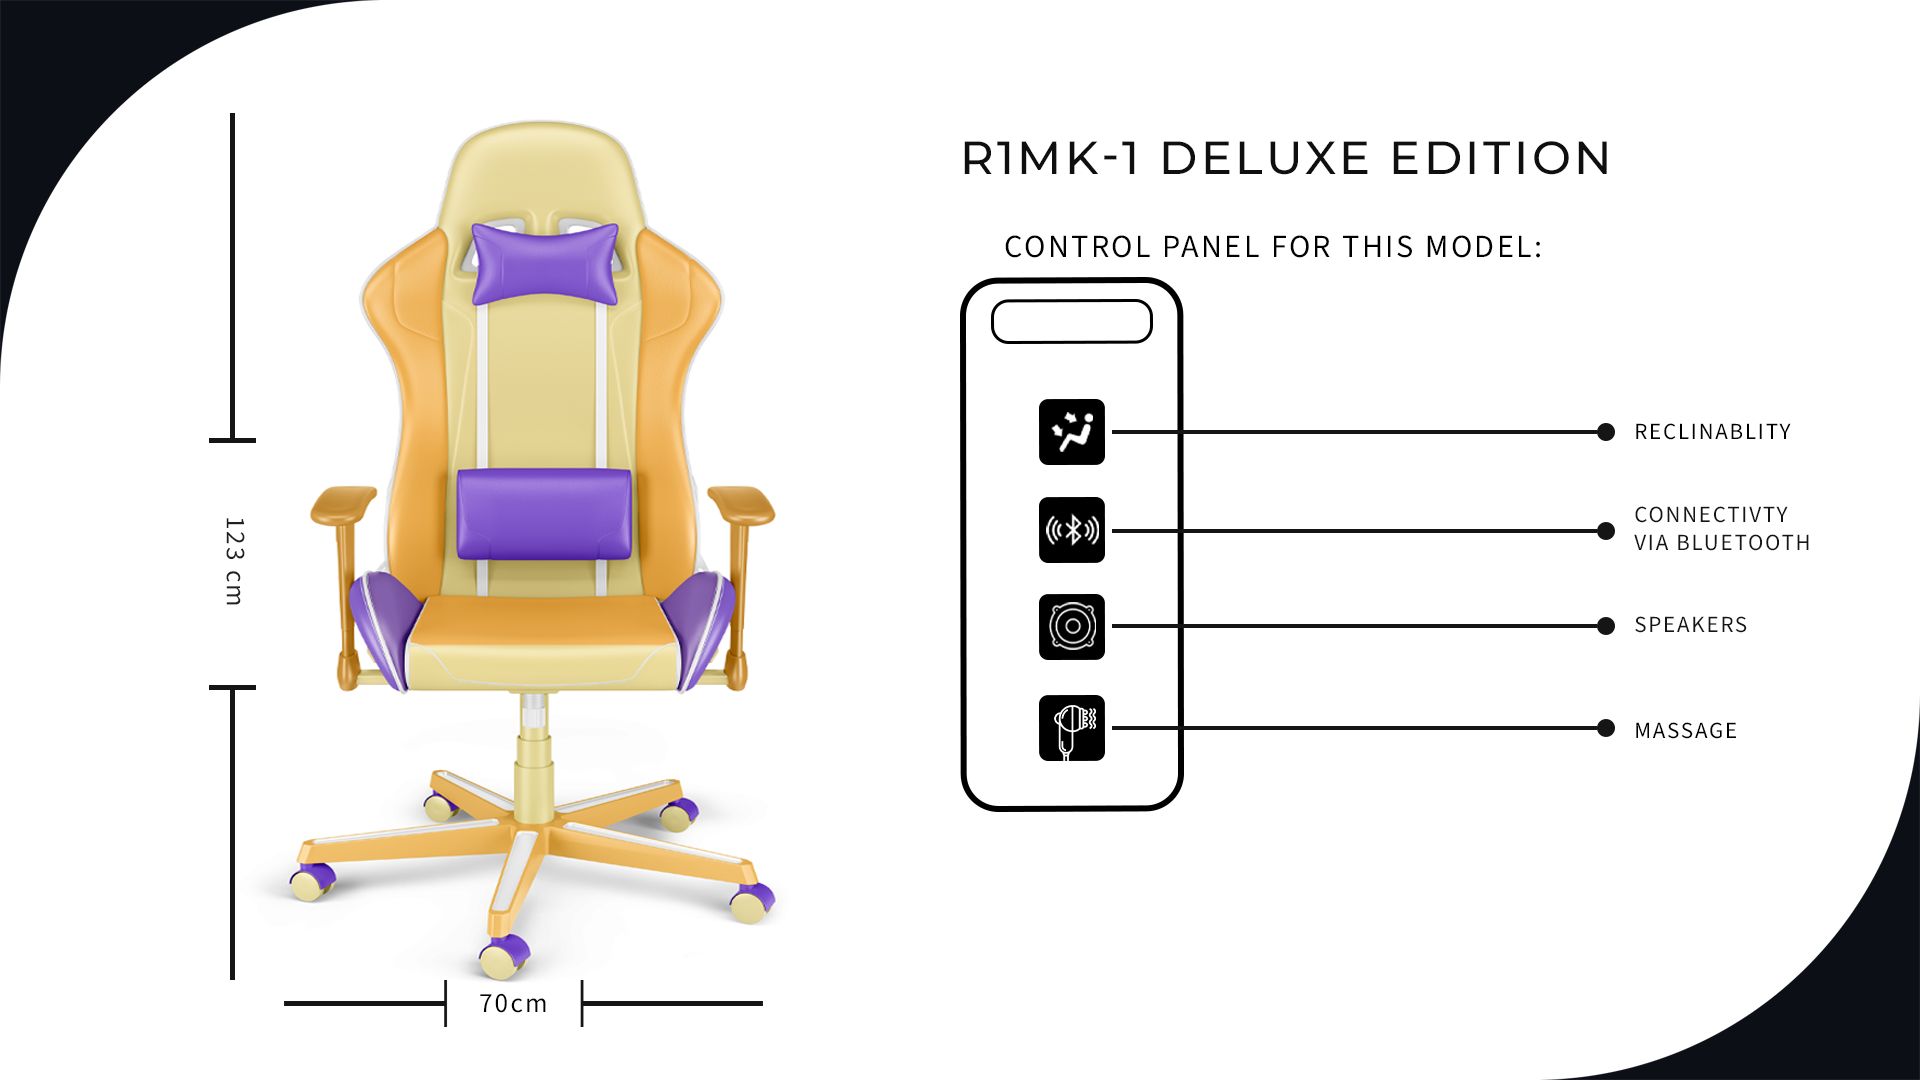 R1MK-1 DELUXE EDITION
CONTROL PANEL FOR THIS MODEL:
RECLINABLITY
CONNECTIVTY
VIA BLUETOOTH
SPEAKERS
MASSAGE
123 cm
70cm